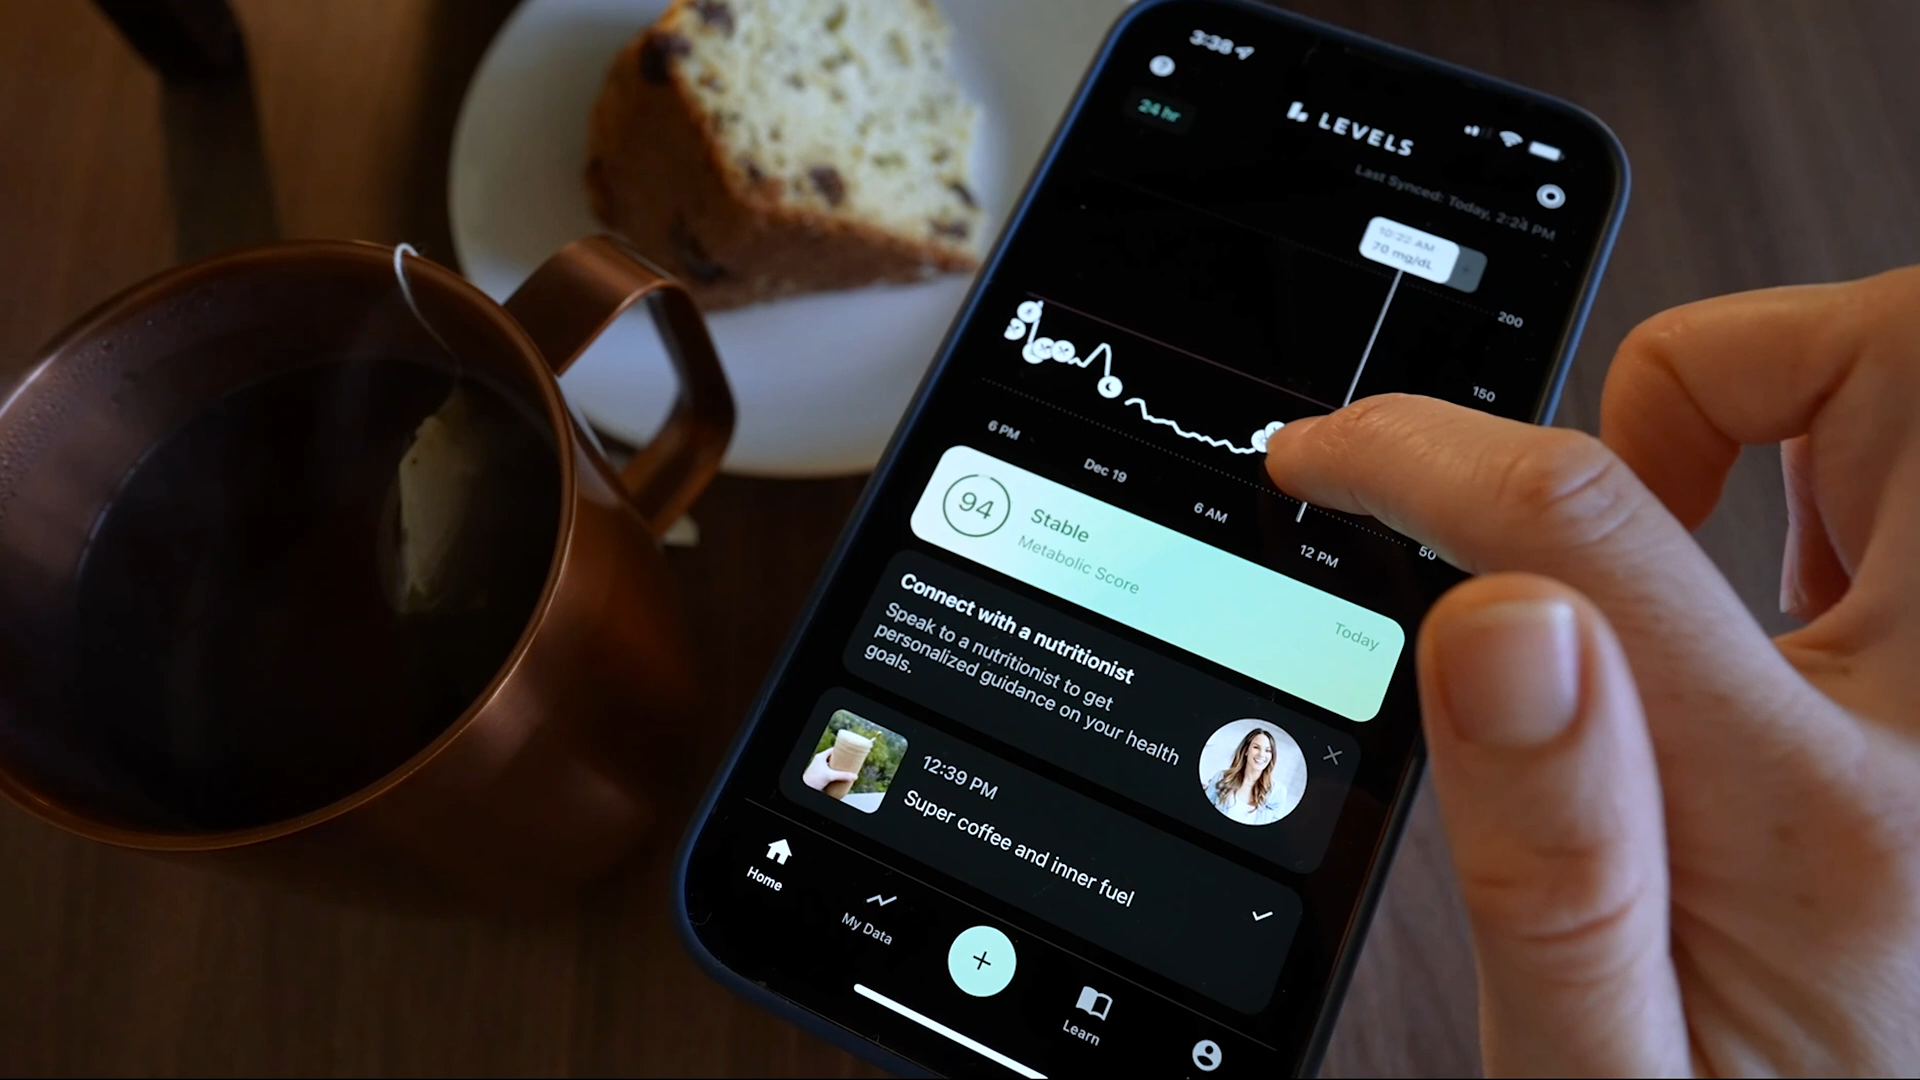 3:38
24 hr
LEVELS
Last Synced: Today, 2:24 PM
10:22 AM
70 mg/dL
200
150
50
6 PM
Dec 19
6 AM
12 PM
94
Stable
Metabolic Score
Today
Connect with a nutritionist
Speak to a nutritionist to get
personalized guidance on your health
goals.
12:39 PM
Super coffee and inner fuel
Home
My Data
Learn